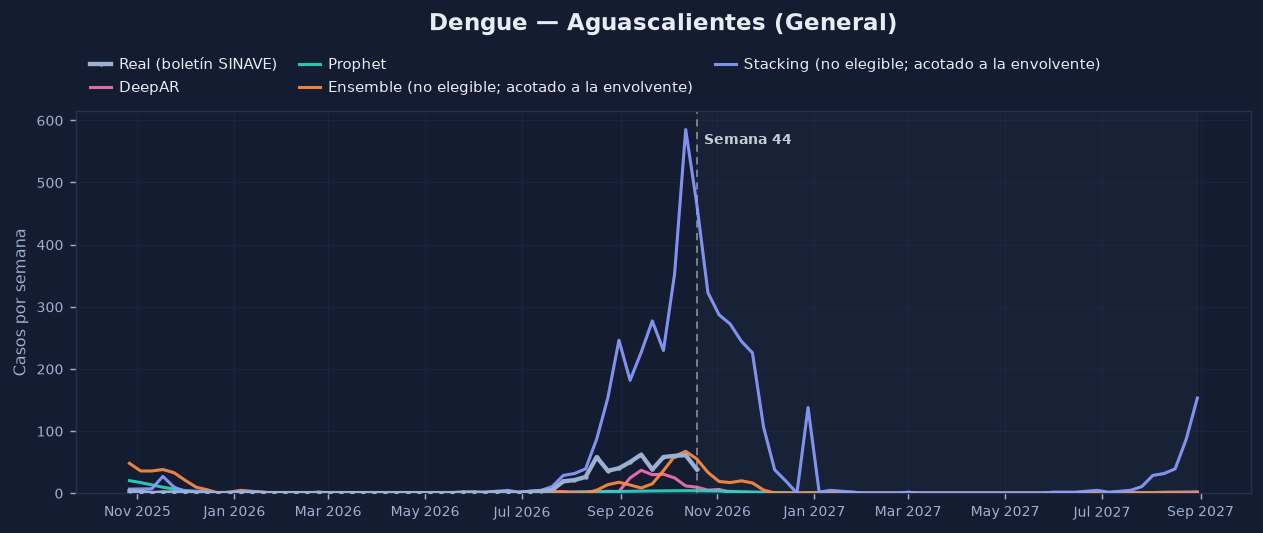 Dengue — Aguascalientes (General)
Real (boletín SINAVE)
Prophet
Stacking (no elegible; acotado a la envolvente)
DeepAR
Ensemble (no elegible; acotado a la envolvente)
Semana 44
Casos por semana
600
500
400
300
200
100
0
Nov 2025
Jan 2026
Mar 2026
May 2026
Jul 2026
Sep 2026
Nov 2026
Jan 2027
Mar 2027
May 2027
Jul 2027
Sep 2027